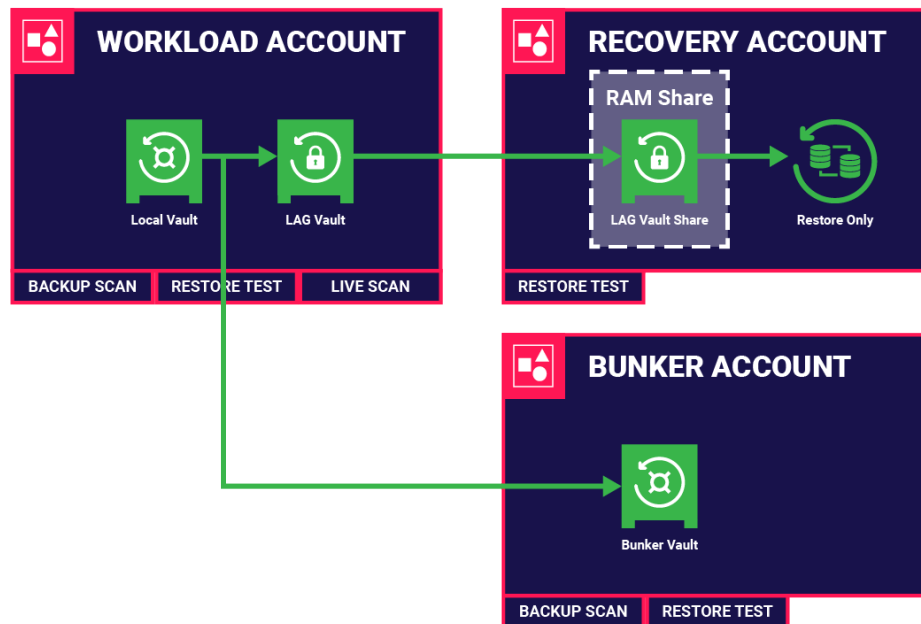 WORKLOAD ACCOUNT
Local Vault
LAG Vault
BACKUP SCAN
RESTORE TEST
LIVE SCAN
RECOVERY ACCOUNT
RAM Share
LAG Vault Share
Restore Only
RESTORE TEST
BUNKER ACCOUNT
Bunker Vault
BACKUP SCAN
RESTORE TEST